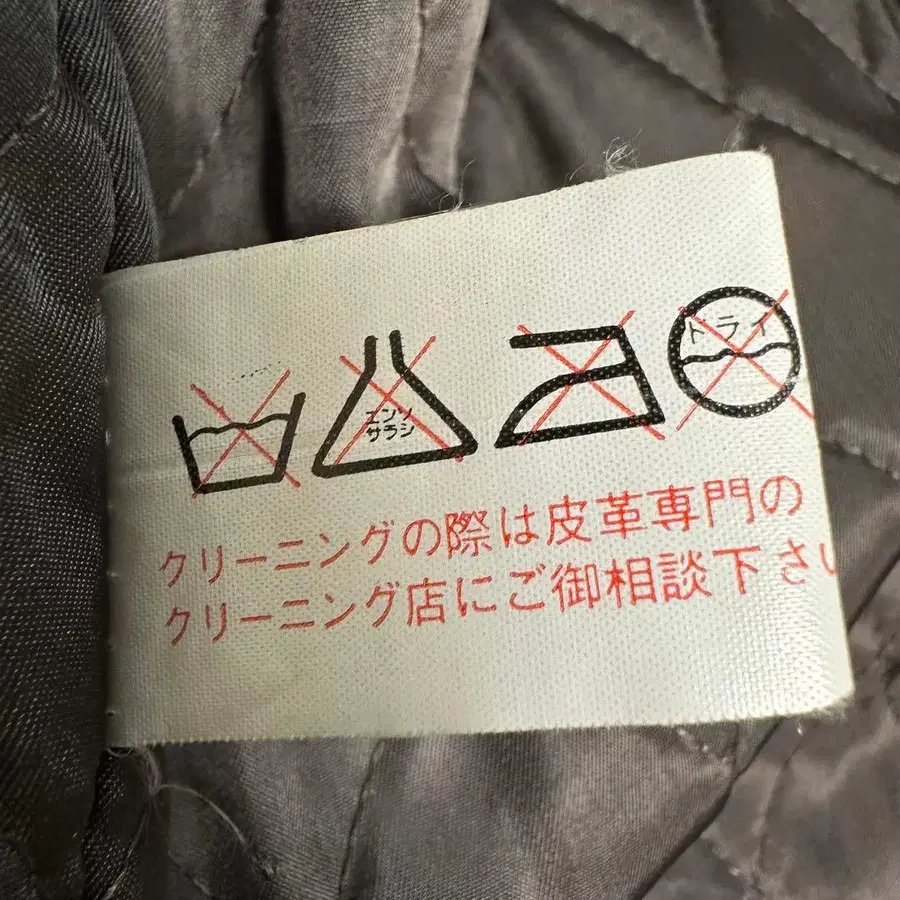 ドライ
エンソ
サラシ
クリーニングの際は皮革専門の
クリーニング店にご御相談下さい